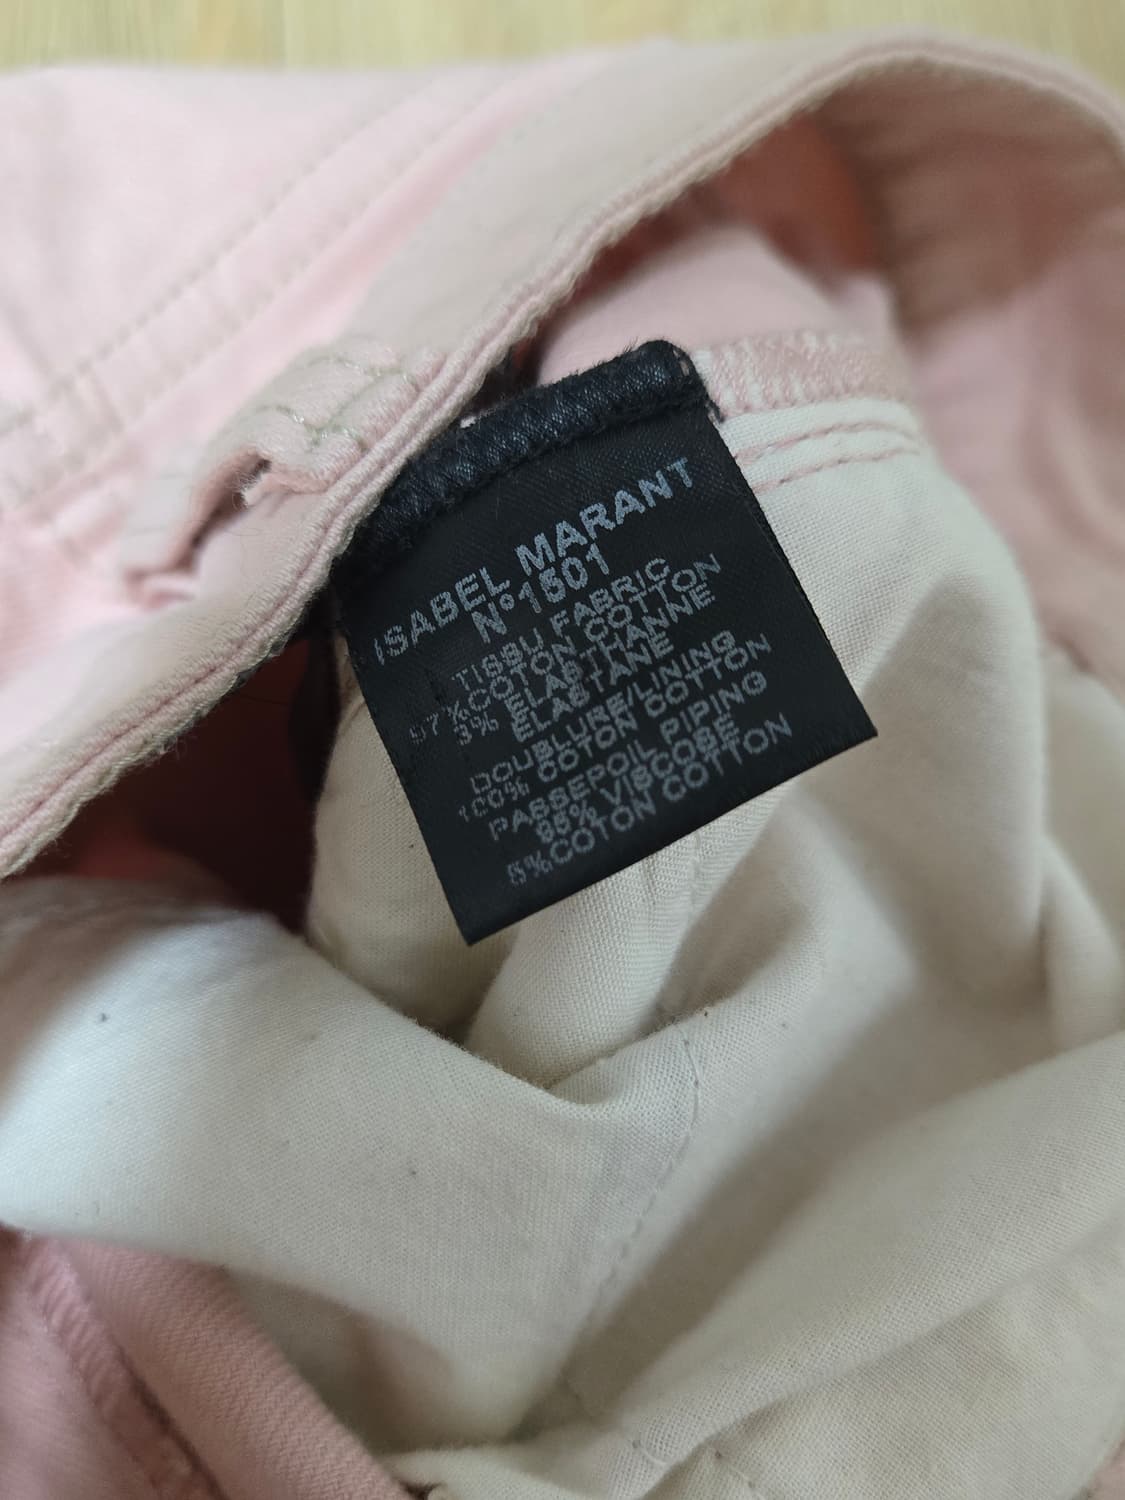 ISABEL MARANT
N°1501
TISSU FABRIC
97%COTON COTTON
3% ELASTHANNE
ELASTANE
DOUBLURE/LINING
100% COTON COTTON
PASSEPOIL PIPING
95% VISCOSE
5%COTON COTTON